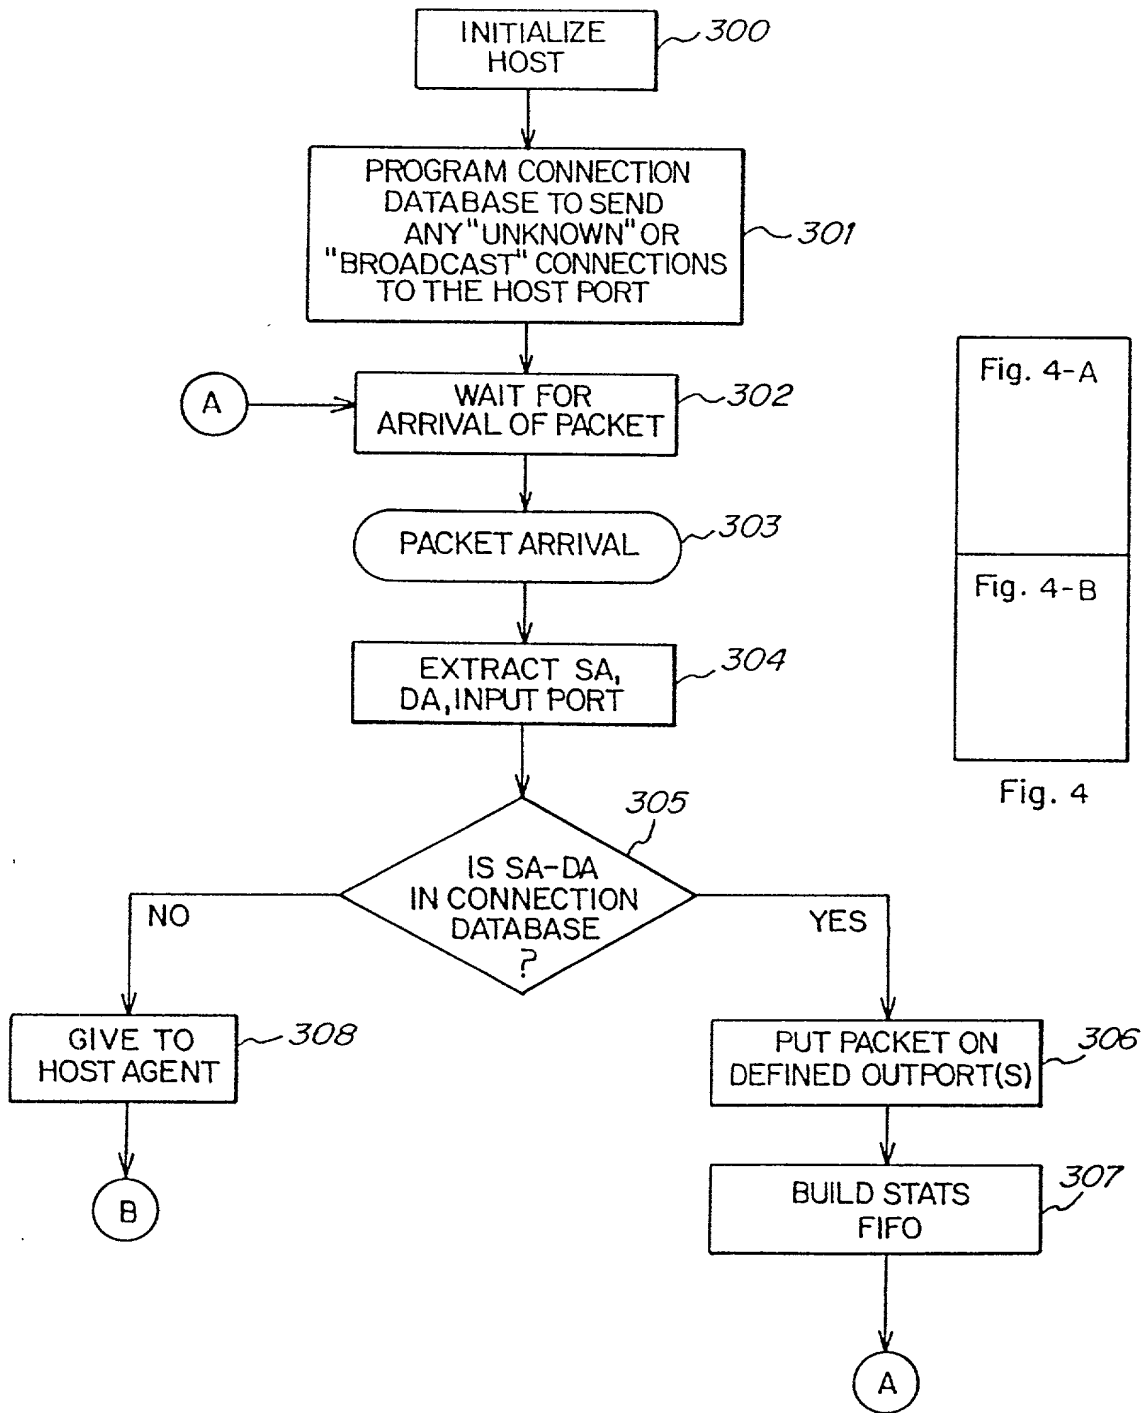 INITIALIZE
HOST
300
PROGRAM CONNECTION
DATABASE TO SEND
ANY "UNKNOWN" OR
"BROADCAST" CONNECTIONS
TO THE HOST PORT
301
A
WAIT FOR
ARRIVAL OF PACKET
302
PACKET ARRIVAL
303
EXTRACT SA,
DA, INPUT PORT
304
Fig. 4-A
Fig. 4-B
Fig. 4
305
IS SA-DA
IN CONNECTION
DATABASE
?
NO
YES
GIVE TO
HOST AGENT
308
B
PUT PACKET ON
DEFINED OUTPORT(S)
306
BUILD STATS
FIFO
307
A